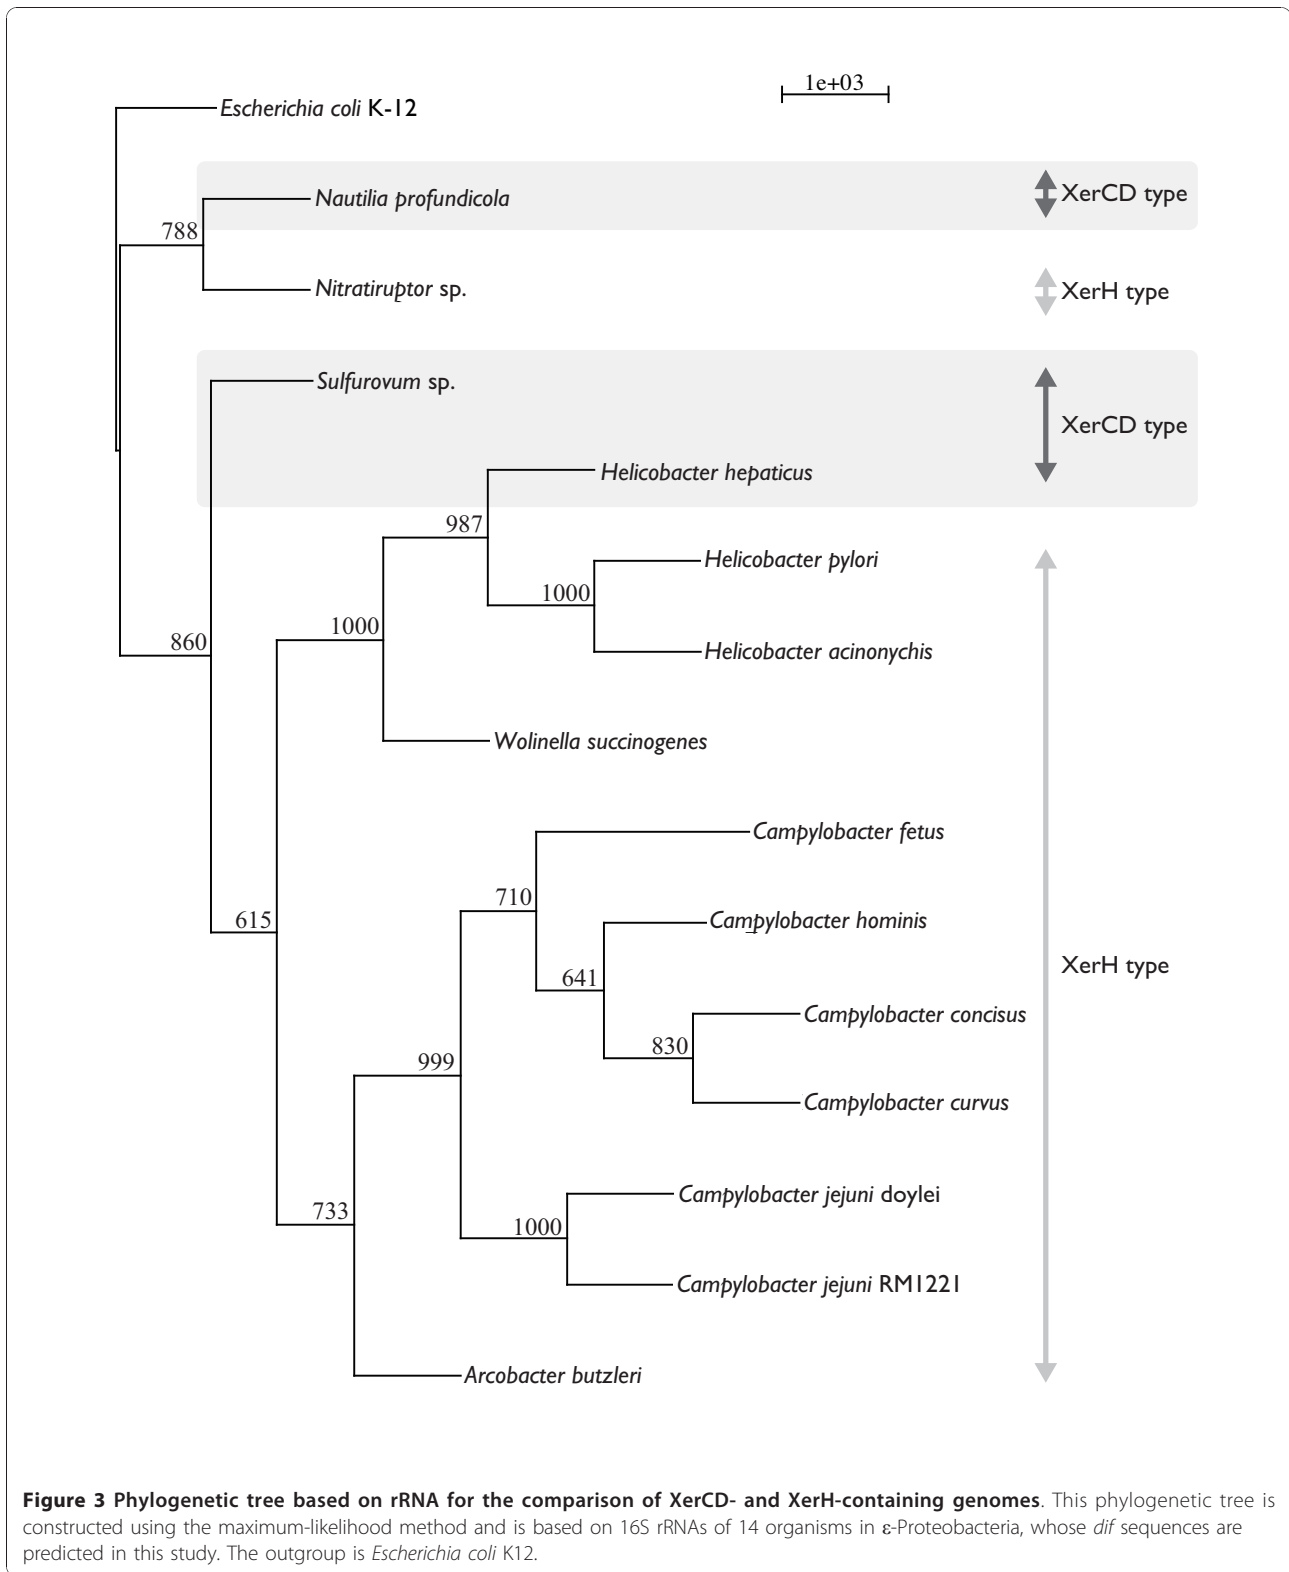 1e+03
Escherichia coli K-12
Nautilia profundicola
XerCD type
788
Nitratiruptor sp.
XerH type
Sulfurovum sp.
XerCD type
Helicobacter hepaticus
987
Helicobacter pylori
1000
1000
Helicobacter acinonychis
860
Wolinella succinogenes
Campylobacter fetus
710
615
Campylobacter hominis
XerH type
641
Campylobacter concisus
830
999
Campylobacter curvus
Campylobacter jejuni doylei
733
1000
Campylobacter jejuni RM1221
Arcobacter butzleri
Figure 3 Phylogenetic tree based on rRNA for the comparison of XerCD- and XerH-containing genomes. This phylogenetic tree is
constructed using the maximum-likelihood method and is based on 16S rRNAs of 14 organisms in ε-Proteobacteria, whose dif sequences are
predicted in this study. The outgroup is Escherichia coli K12.